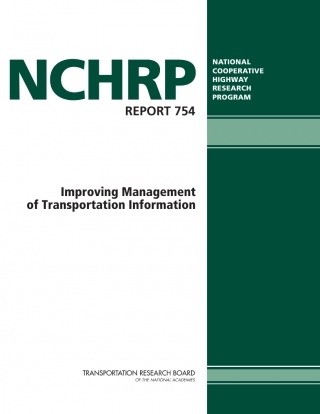 NCHRP
REPORT 754
NATIONAL
COOPERATIVE
HIGHWAY
RESEARCH
PROGRAM
Improving Management
of Transportation Information
TRANSPORTATION RESEARCH BOARD
OF THE NATIONAL ACADEMIES